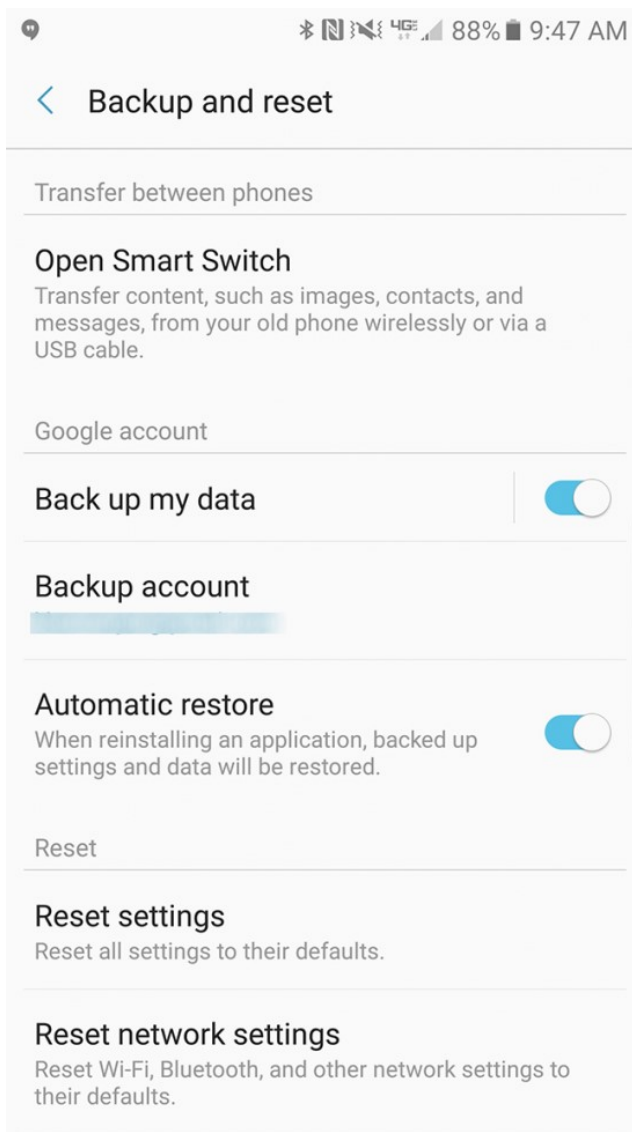 4GE 88% 9:47 AM
Backup and reset
Transfer between phones
Open Smart Switch
Transfer content, such as images, contacts, and
messages, from your old phone wirelessly or via a
USB cable.
Google account
Back up my data
Backup account
Automatic restore
When reinstalling an application, backed up
settings and data will be restored.
Reset
Reset settings
Reset all settings to their defaults.
Reset network settings
Reset Wi-Fi, Bluetooth, and other network settings to
their defaults.